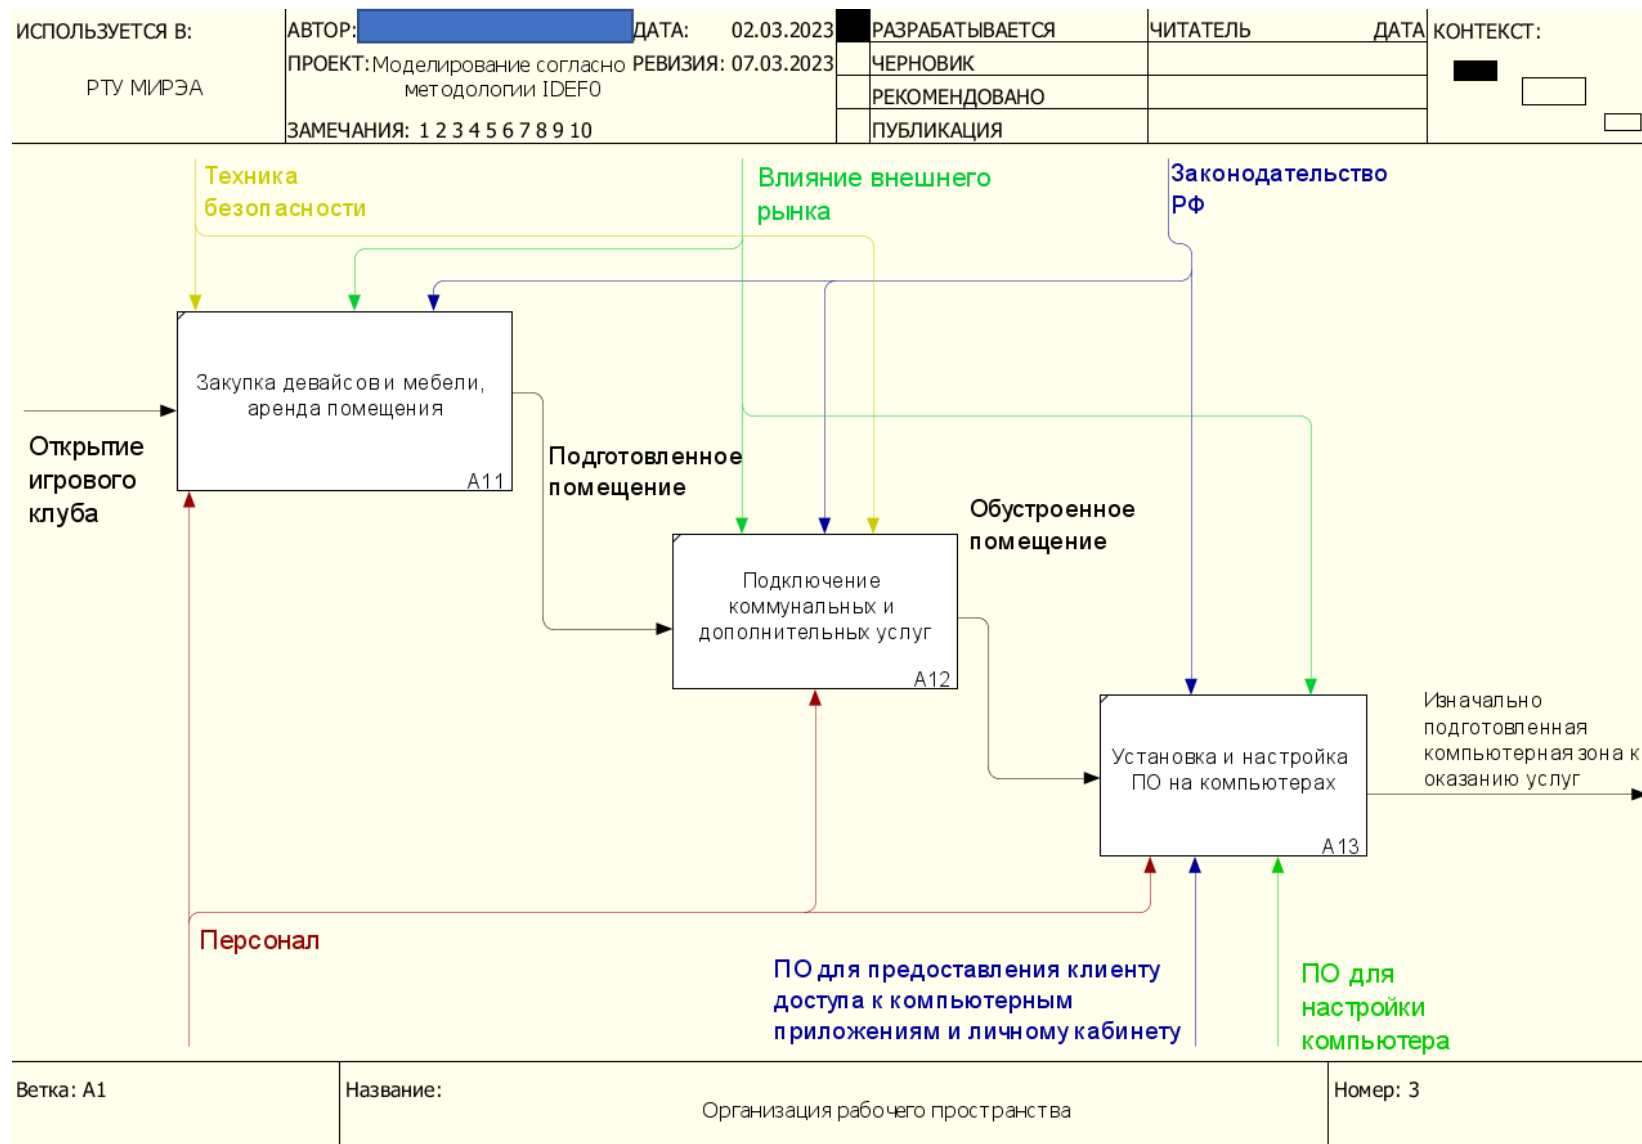 ИСПОЛЬЗУЕТСЯ В:
РТУ МИРЭА
АВТОР:
ДАТА: 02.03.2023
ПРОЕКТ: Моделирование согласно
методологии IDEF0
РЕВИЗИЯ: 07.03.2023
ЗАМЕЧАНИЯ: 1 2 3 4 5 6 7 8 9 10
РАЗРАБАТЫВАЕТСЯ
ЧЕРНОВИК
РЕКОМЕНДОВАНО
ПУБЛИКАЦИЯ
ЧИТАТЕЛЬ
ДАТА
КОНТЕКСТ:
Техника
безопасности
Влияние внешнего
рынка
Законодательство
РФ
Закупка девайсов и мебели,
аренда помещения
A11
Открытие
игрового
клуба
Подготовленное
помещение
Подключение
коммунальных и
дополнительных услуг
A12
Обустроенное
помещение
Установка и настройка
ПО на компьютерах
A13
Изначально
подготовленная
компьютерная зона к
оказанию услуг
Персонал
ПО для предоставления клиенту
доступа к компьютерным
приложениям и личному кабинету
ПО для
настройки
компьютера
Ветка: A1
Название:
Организация рабочего пространства
Номер: 3